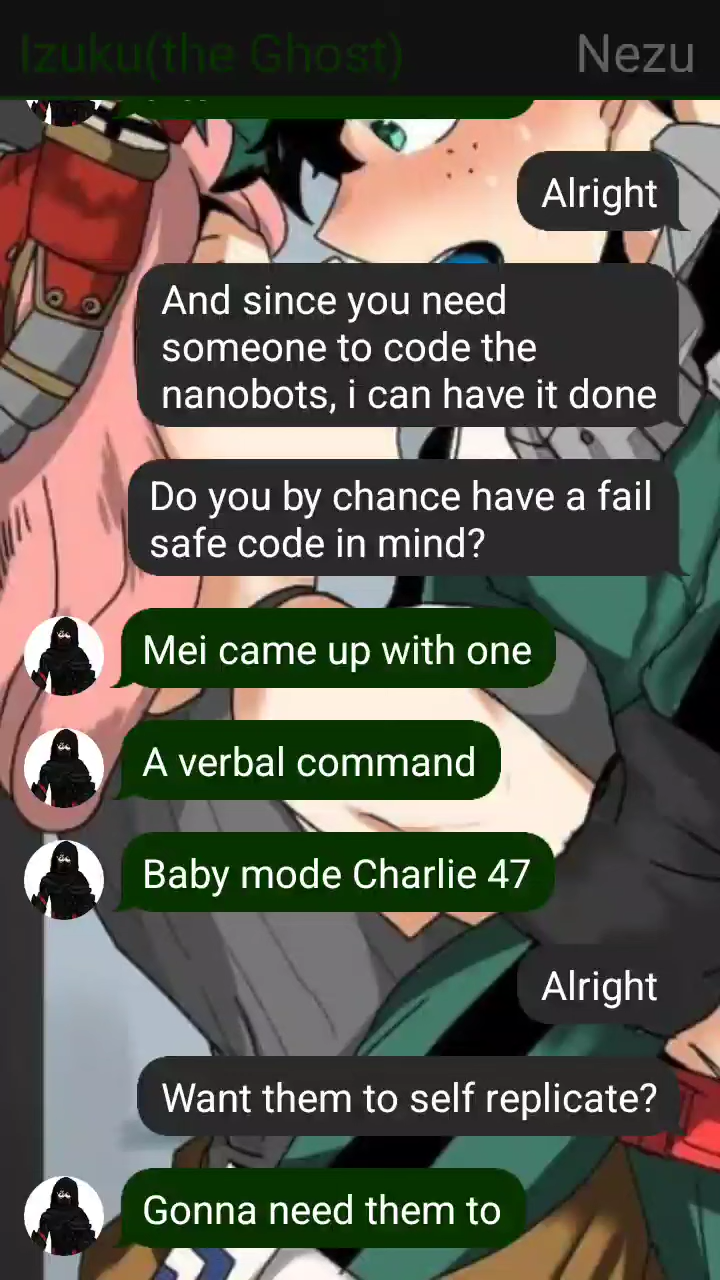 Izuku(the Ghost)
Nezu
Alright
And since you need
someone to code the
nanobots, i can have it done
Do you by chance have a fail
safe code in mind?
Mei came up with one
A verbal command
Baby mode Charlie 47
Alright
Want them to self replicate?
Gonna need them to